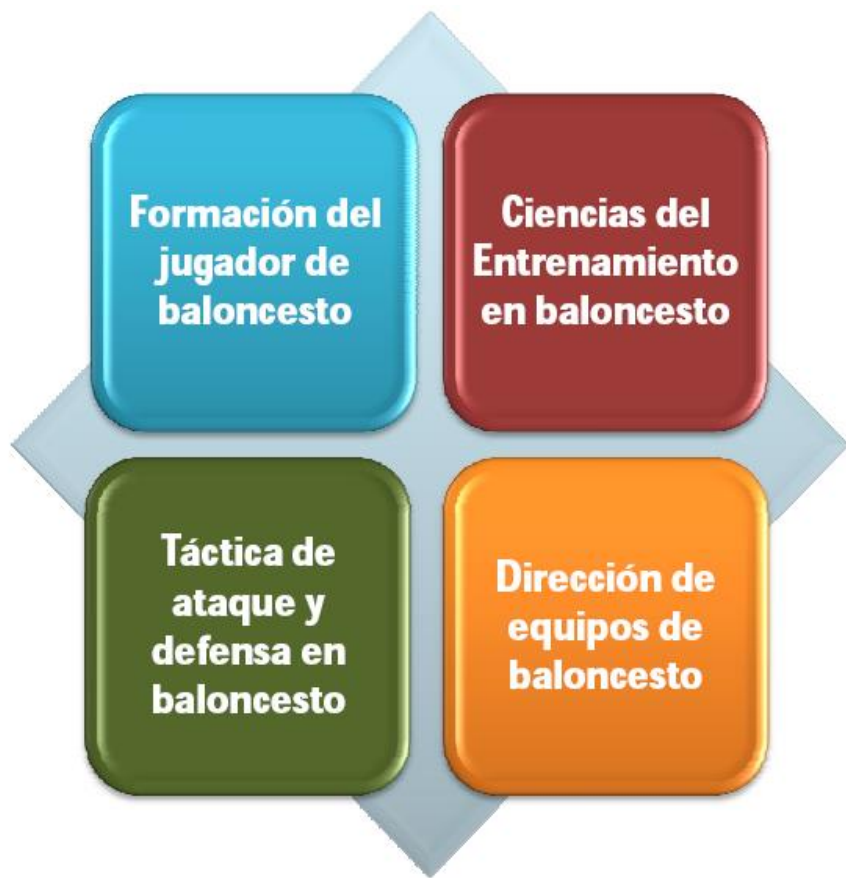 Formación del
jugador de
baloncesto
Ciencias del
Entrenamiento
en baloncesto
Táctica de
ataque y
defensa en
baloncesto
Dirección de
equipos de
baloncesto